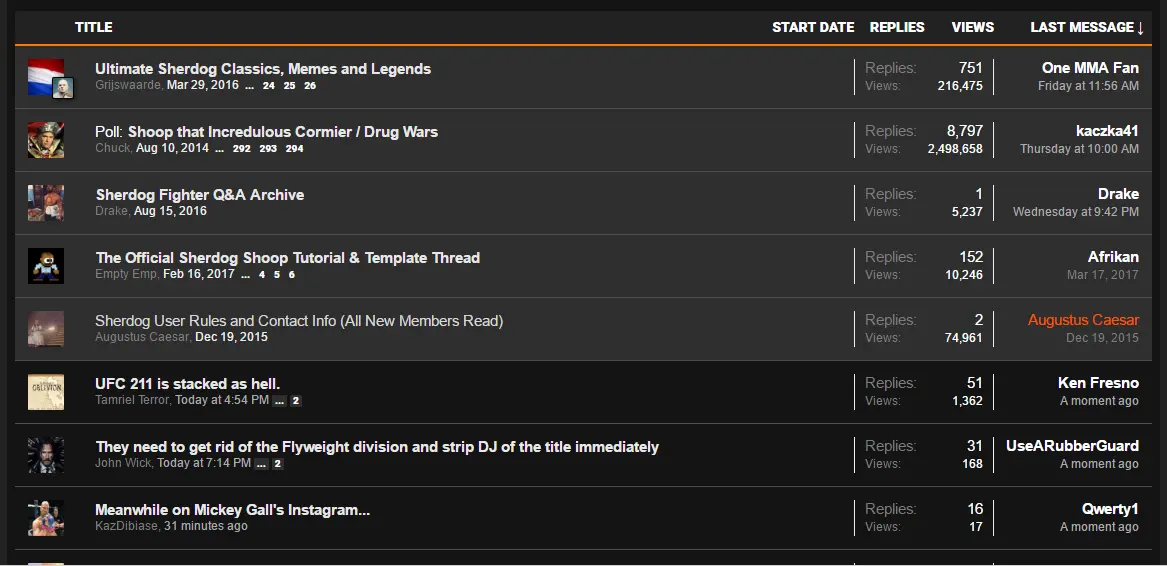 TITLE START DATE REPLIES VIEWS LAST MESSAGE ↓
Ultimate Sherdog Classics, Memes and Legends Replies: 751 One MMA Fan
Grijswaarde, Mar 29, 2016 ... 24 25 26 Views: 216,475 Friday at 11:56 AM
Poll: Shoop that Incredulous Cormier / Drug Wars Replies: 8,797 kaczka41
Chuck, Aug 10, 2014 ... 292 293 294 Views: 2,498,658 Thursday at 10:00 AM
Sherdog Fighter Q&A Archive Replies: 1 Drake
Drake, Aug 15, 2016 Views: 5,237 Wednesday at 9:42 PM
The Official Sherdog Shoop Tutorial & Template Thread Replies: 152 Afrikan
Empty Emp, Feb 16, 2017 ... 4 5 6 Views: 10,246 Mar 17, 2017
Sherdog User Rules and Contact Info (All New Members Read) Replies: 2 Augustus Caesar
Augustus Caesar, Dec 19, 2015 Views: 74,961 Dec 19, 2015
UFC 211 is stacked as hell. Replies: 51 Ken Fresno
Tamriel Terror, Today at 4:54 PM ... 2 Views: 1,362 A moment ago
They need to get rid of the Flyweight division and strip DJ of the title immediately Replies: 31 UseARubberGuard
John Wick, Today at 7:14 PM ... 2 Views: 168 A moment ago
Meanwhile on Mickey Gall's Instagram... Replies: 16 Qwerty1
KazDibiase, 31 minutes ago Views: 17 A moment ago